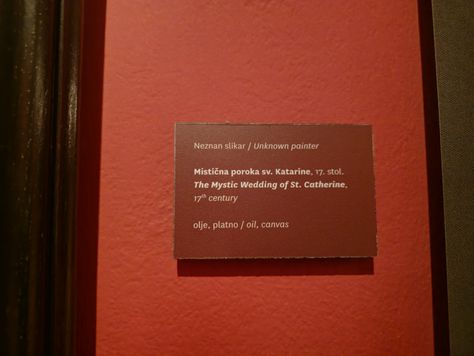 Neznan slikar / Unknown painter
Mistična poroka sv. Katarine, 17. stol.
The Mystic Wedding of St. Catherine,
17th century
olje, platno / oil, canvas